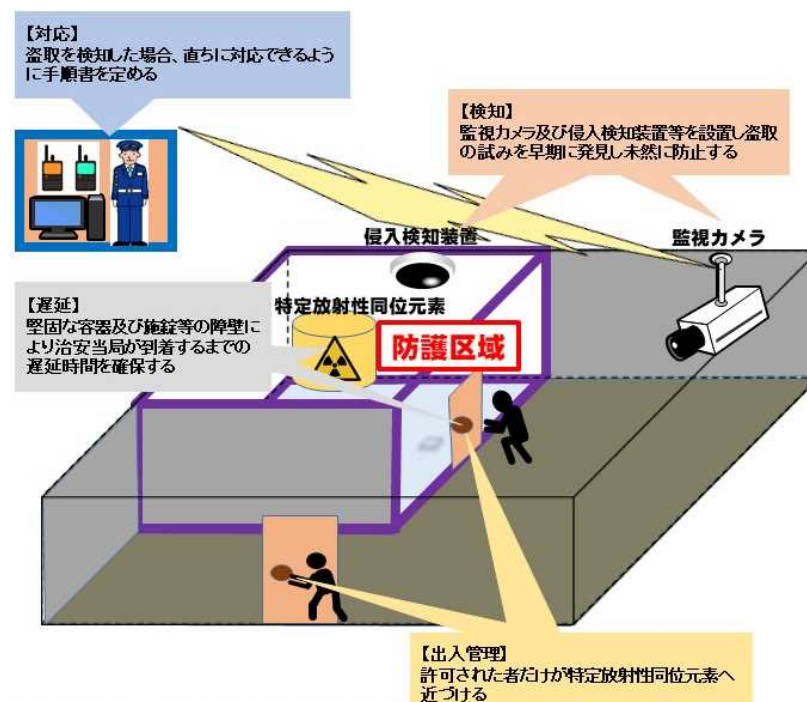 【対応】
盗取を検知した場合、直ちに対応できるよう
に手順書を定める
【検知】
監視カメラ及び侵入検知装置等を設置し盗取
の試みを早期に発見し未然に防止する
侵入検知装置
監視カメラ
【遅延】
堅固な容器及び施錠等の障壁に
より治安当局が到着するまでの
遅延時間を確保する
特定放射性同位元素
防護区域
【出入管理】
許可された者だけが特定放射性同位元素へ
近づける